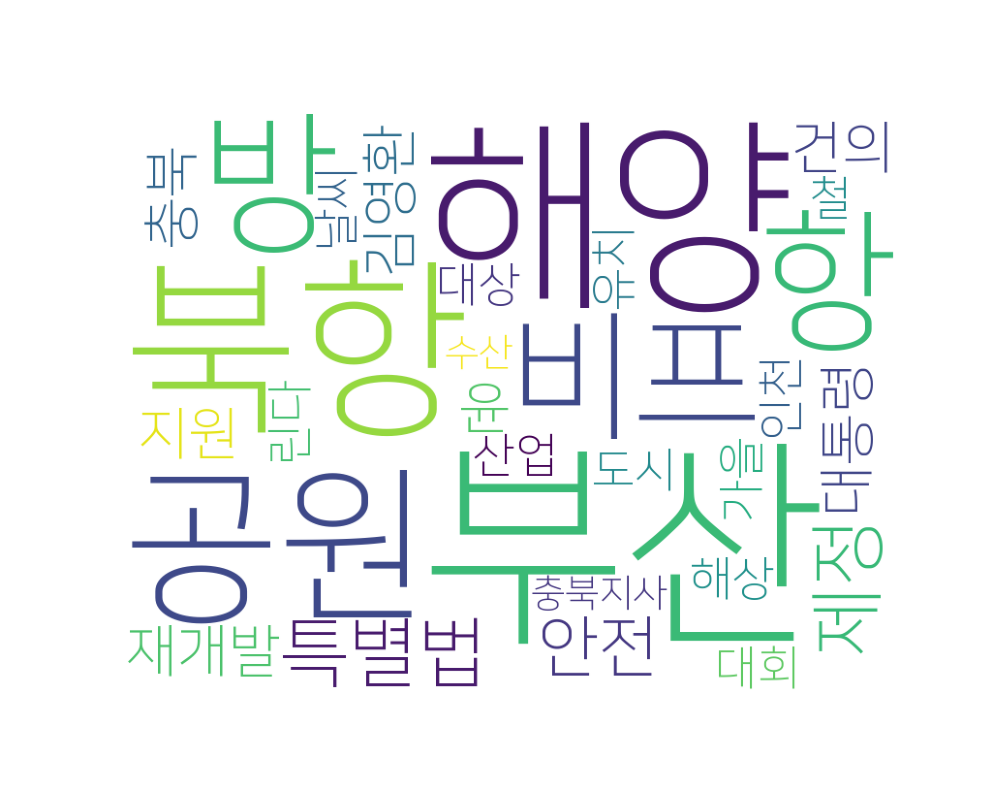 해양
방
건의
충북
김영환
날씨
철
항
유치
북항
대상
비프
수산
윤
인천
대통령
린다
지원
산업
도시
가을
부산
공원
해상
제정
충북지사
안전
특별법
재개발
대회